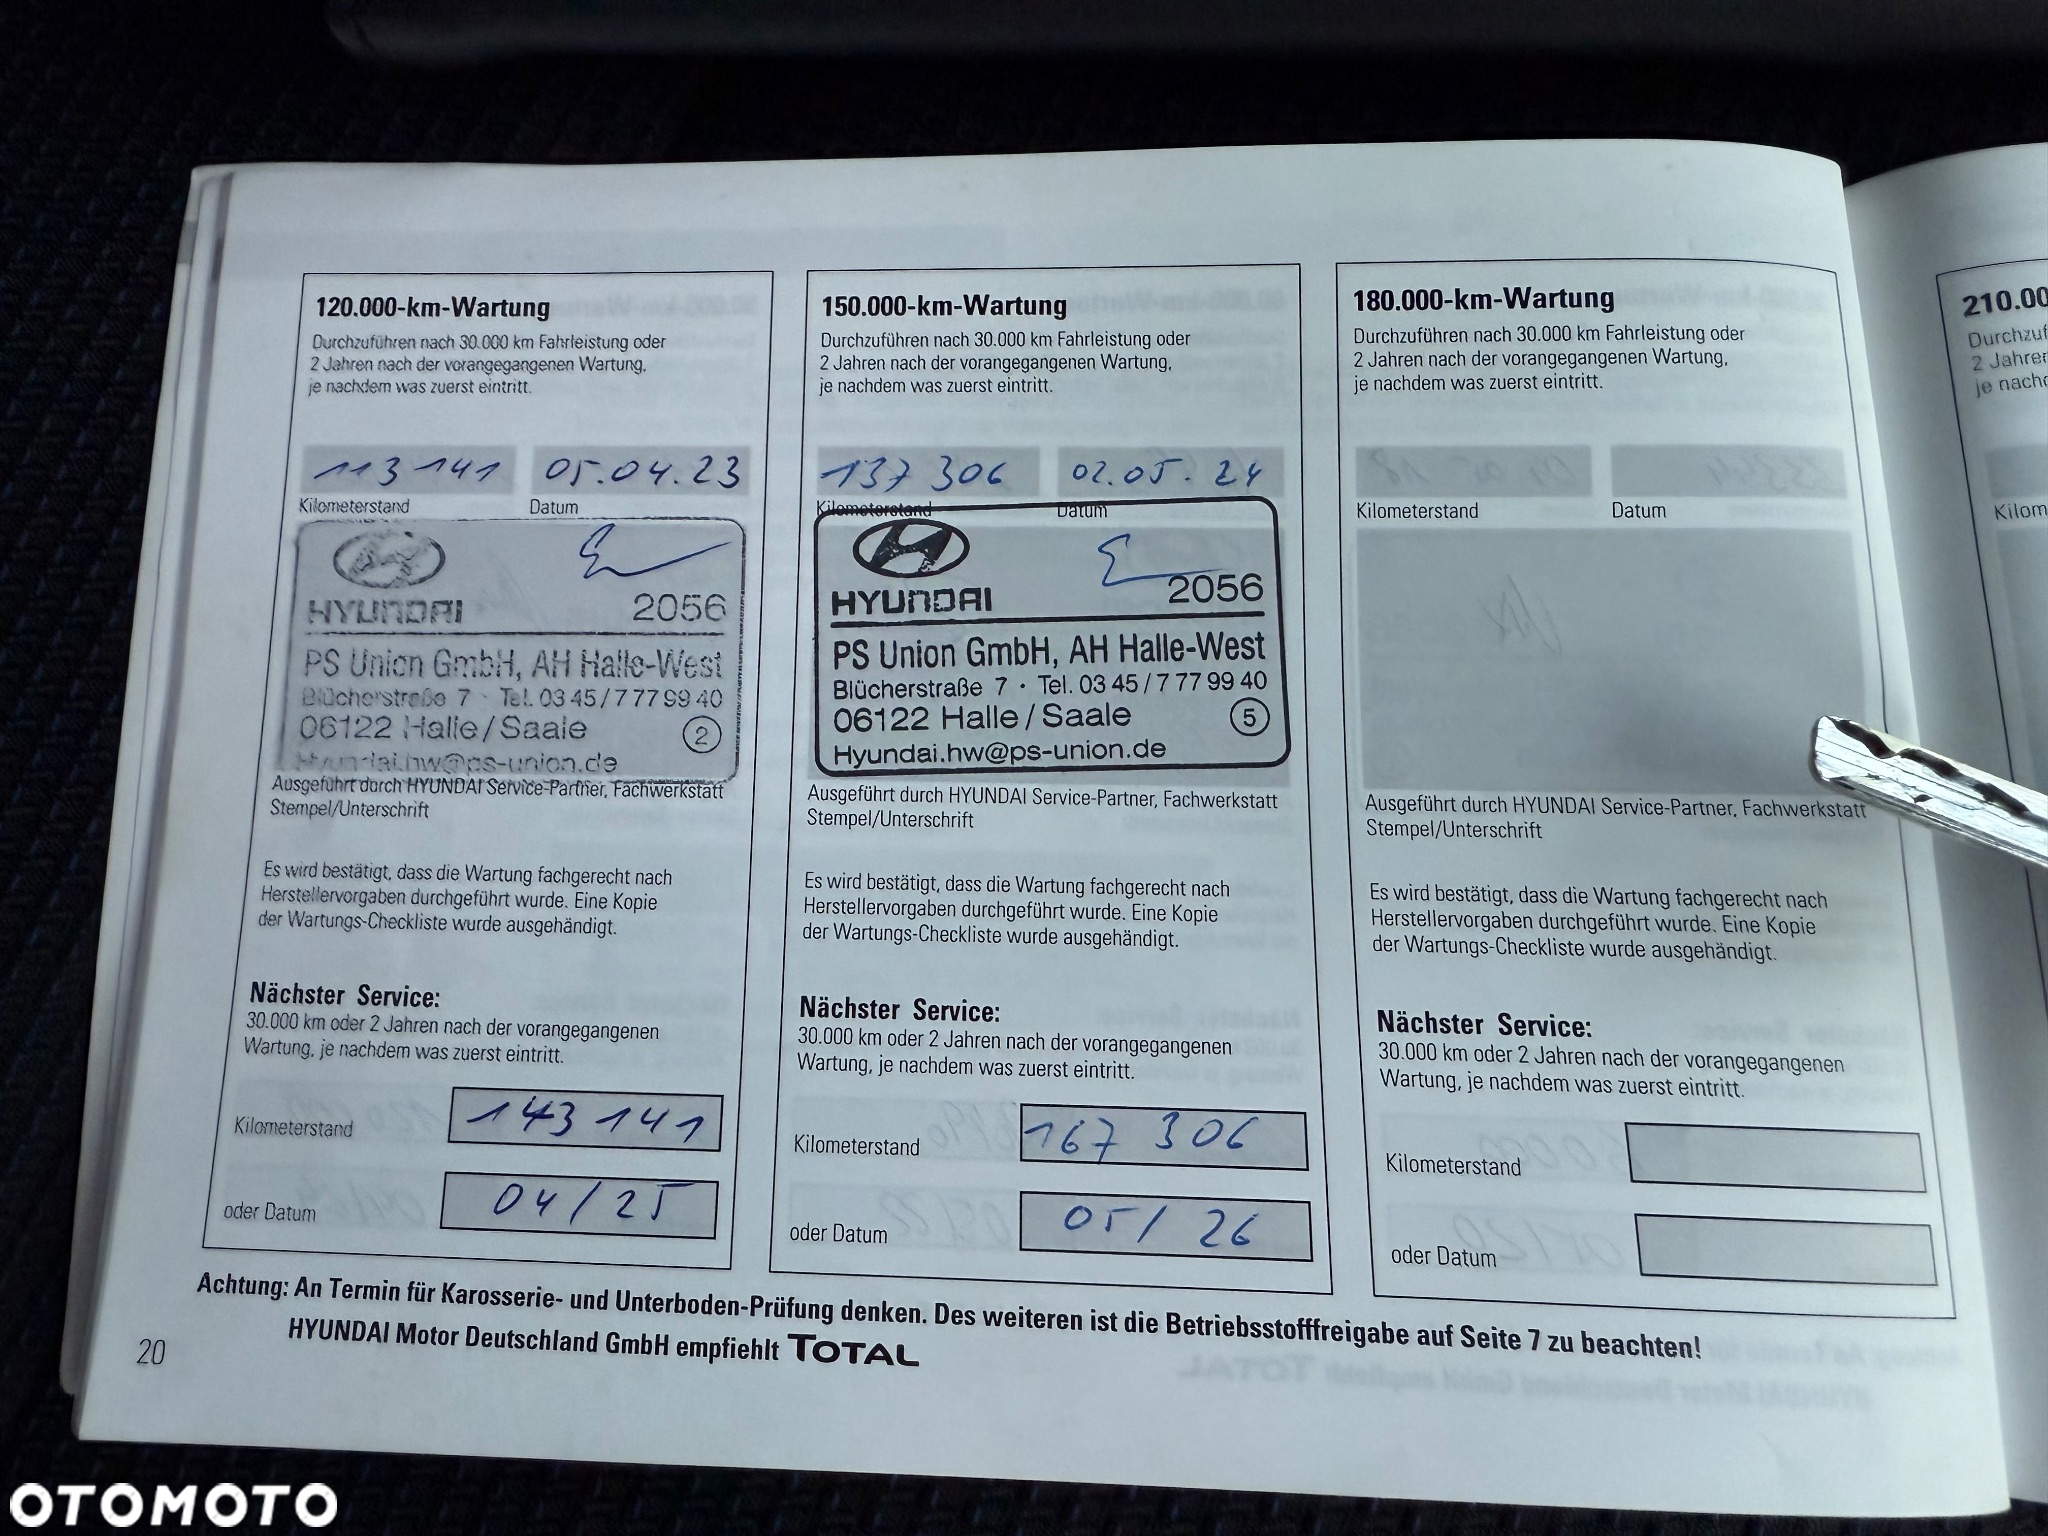 120.000-km-Wartung
Durchzuführen nach 30.000 km Fahrleistung oder
2 Jahren nach der vorangegangenen Wartung,
je nachdem was zuerst eintritt.
113 141
05.04.23
Kilometerstand
Datum
HYUNDAI
2056
PS Union GmbH, AH Halle-West
Blücherstraße 7 · Tel. 03 45 / 7 77 99 40
06122 Halle / Saale
2
Hyundai.hw@ps-union.de
Ausgeführt durch HYUNDAI Service-Partner, Fachwerkstatt
Stempel/Unterschrift
Es wird bestätigt, dass die Wartung fachgerecht nach
Herstellervorgaben durchgeführt wurde. Eine Kopie
der Wartungs-Checkliste wurde ausgehändigt.
Nächster Service:
30.000 km oder 2 Jahren nach der vorangegangenen
Wartung, je nachdem was zuerst eintritt.
Kilometerstand
143 141
oder Datum
04/25
150.000-km-Wartung
Durchzuführen nach 30.000 km Fahrleistung oder
2 Jahren nach der vorangegangenen Wartung,
je nachdem was zuerst eintritt.
137 306
02.05.24
Kilometerstand
Datum
HYUNDAI
2056
PS Union GmbH, AH Halle-West
Blücherstraße 7 · Tel. 03 45 / 7 77 99 40
06122 Halle / Saale
5
Hyundai.hw@ps-union.de
Ausgeführt durch HYUNDAI Service-Partner, Fachwerkstatt
Stempel/Unterschrift
Es wird bestätigt, dass die Wartung fachgerecht nach
Herstellervorgaben durchgeführt wurde. Eine Kopie
der Wartungs-Checkliste wurde ausgehändigt.
Nächster Service:
30.000 km oder 2 Jahren nach der vorangegangenen
Wartung, je nachdem was zuerst eintritt.
Kilometerstand
167 306
oder Datum
05/26
180.000-km-Wartung
Durchzuführen nach 30.000 km Fahrleistung oder
2 Jahren nach der vorangegangenen Wartung,
je nachdem was zuerst eintritt.
Kilometerstand
Datum
Ausgeführt durch HYUNDAI Service-Partner, Fachwerkstatt
Stempel/Unterschrift
Es wird bestätigt, dass die Wartung fachgerecht nach
Herstellervorgaben durchgeführt wurde. Eine Kopie
der Wartungs-Checkliste wurde ausgehändigt.
Nächster Service:
30.000 km oder 2 Jahren nach der vorangegangenen
Wartung, je nachdem was zuerst eintritt.
Kilometerstand
oder Datum
Achtung: An Termin für Karosserie- und Unterboden-Prüfung denken. Des weiteren ist die Betriebsstofffreigabe auf Seite 7 zu beachten!
HYUNDAI Motor Deutschland GmbH empfiehlt TOTAL
20
2 Jahre
OTOMOTO